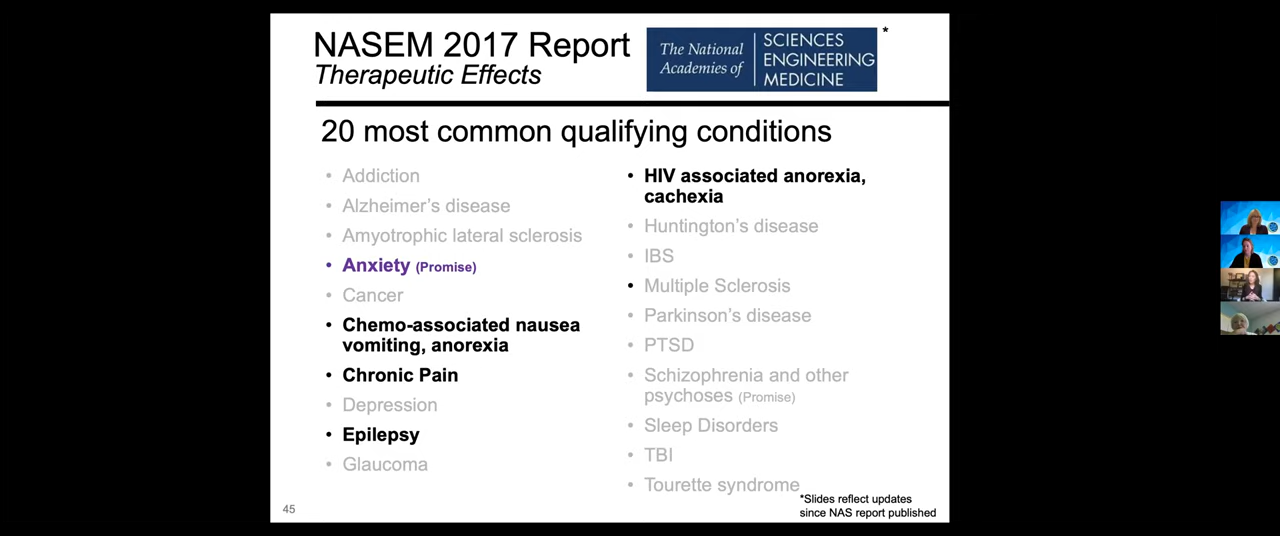 NASEM 2017 Report
Therapeutic Effects
The National
Academies of
SCIENCES
ENGINEERING
MEDICINE
*
20 most common qualifying conditions
• Addiction
• Alzheimer's disease
• Amyotrophic lateral sclerosis
• Anxiety (Promise)
• Cancer
• Chemo-associated nausea
vomiting, anorexia
• Chronic Pain
• Depression
• Epilepsy
• Glaucoma
• HIV associated anorexia,
cachexia
• Huntington's disease
• IBS
• Multiple Sclerosis
• Parkinson's disease
• PTSD
• Schizophrenia and other
psychoses (Promise)
• Sleep Disorders
• TBI
• Tourette syndrome
*Slides reflect updates
since NAS report published
45